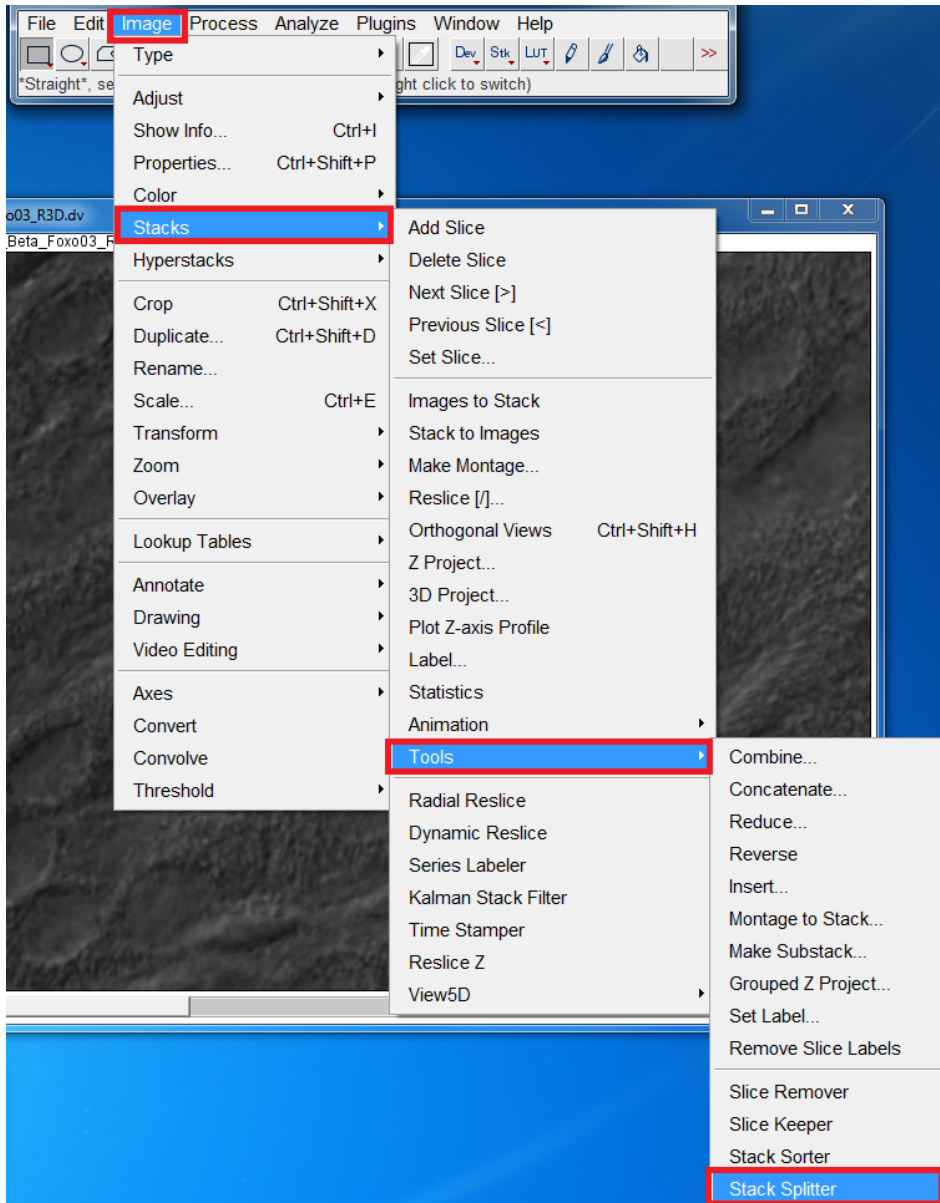 File Edit Image Process Analyze Plugins Window Help
Dev Stk LUT >>
*Straight*, se ght click to switch)
Type
Adjust
Show Info... Ctrl+I
Properties... Ctrl+Shift+P
Color
Stacks
Hyperstacks
Crop Ctrl+Shift+X
Duplicate... Ctrl+Shift+D
Rename...
Scale... Ctrl+E
Transform
Zoom
Overlay
Lookup Tables
Annotate
Drawing
Video Editing
Axes
Convert
Convolve
Threshold
o03_R3D.dv
_Beta_Foxo03_R
Add Slice
Delete Slice
Next Slice [>]
Previous Slice [<]
Set Slice...
Images to Stack
Stack to Images
Make Montage...
Reslice [/]...
Orthogonal Views Ctrl+Shift+H
Z Project...
3D Project...
Plot Z-axis Profile
Label...
Statistics
Animation
Tools
Radial Reslice
Dynamic Reslice
Series Labeler
Kalman Stack Filter
Time Stamper
Reslice Z
View5D
Combine...
Concatenate...
Reduce...
Reverse
Insert...
Montage to Stack...
Make Substack...
Grouped Z Project...
Set Label...
Remove Slice Labels
Slice Remover
Slice Keeper
Stack Sorter
Stack Splitter